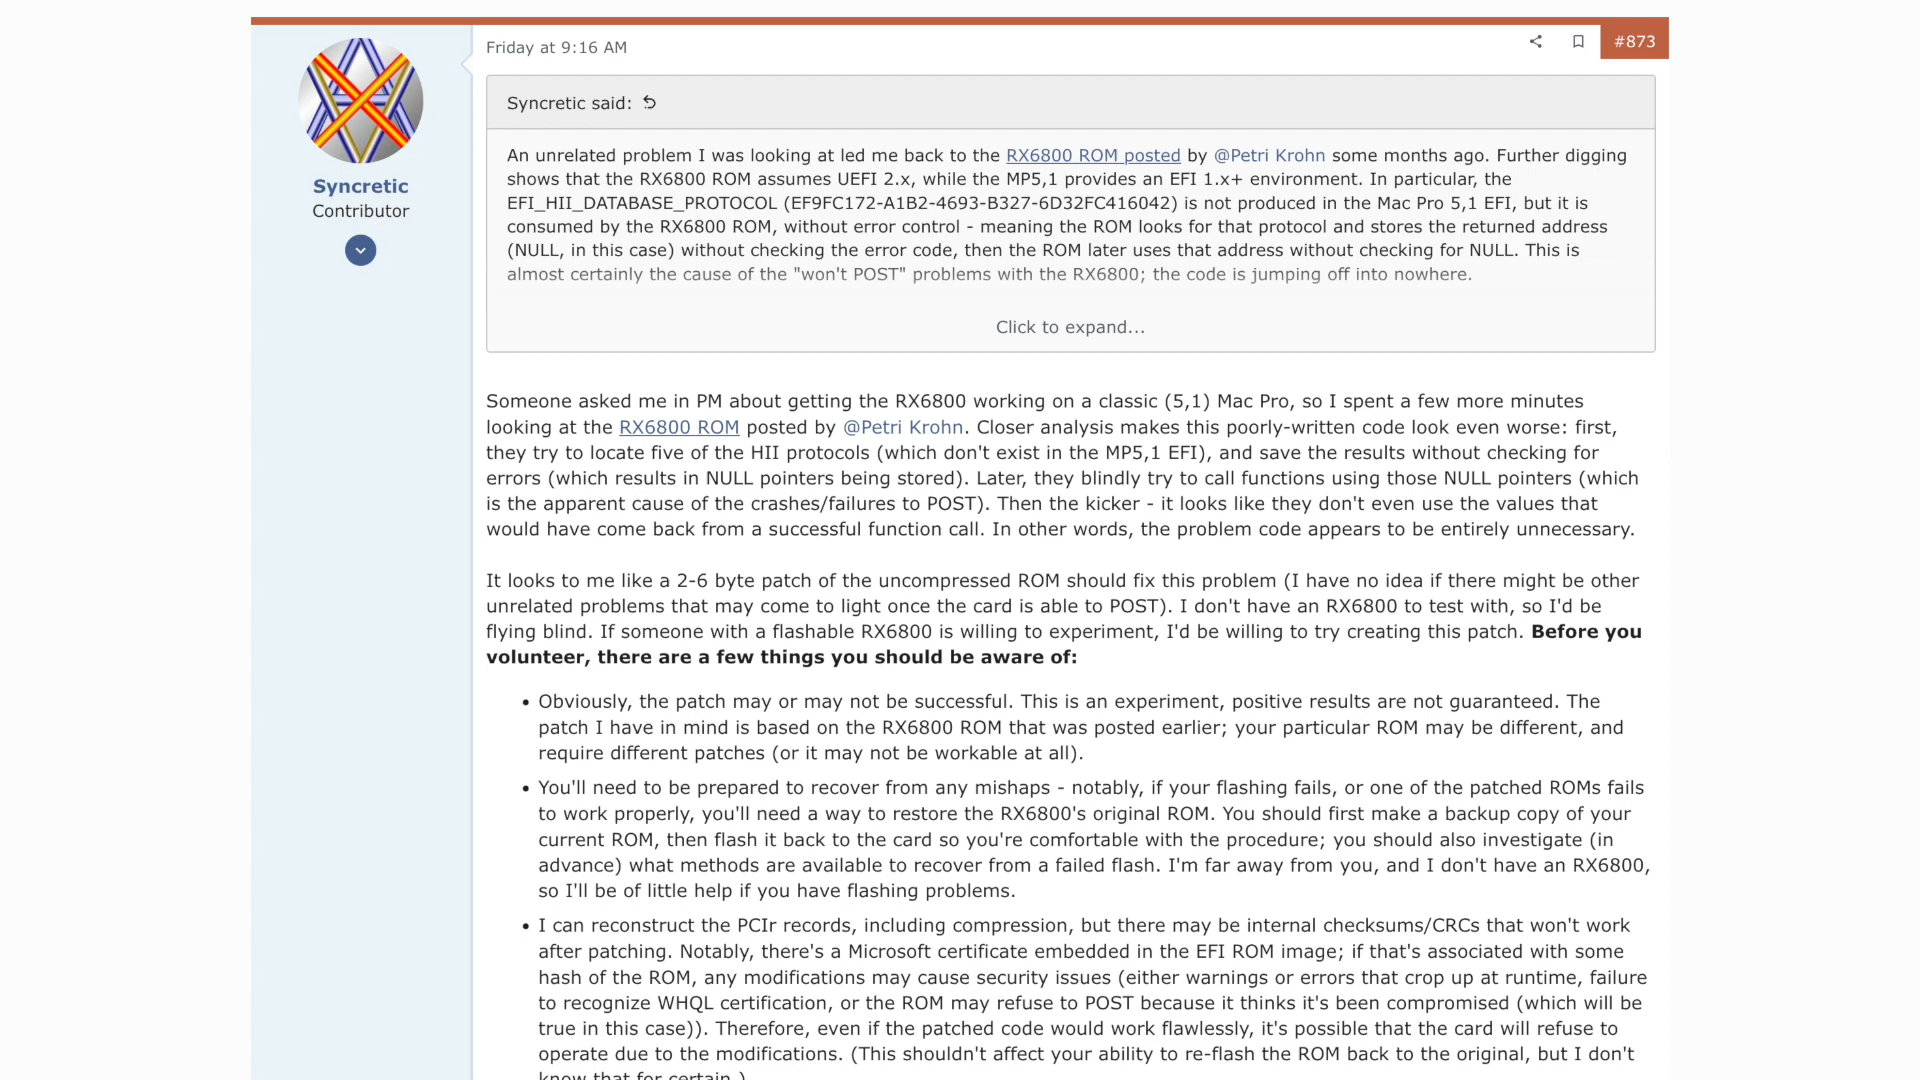 Friday at 9:16 AM
#873
Syncretic
Contributor
Syncretic said:
An unrelated problem I was looking at led me back to the RX6800 ROM posted by @Petri Krohn some months ago. Further digging
shows that the RX6800 ROM assumes UEFI 2.x, while the MP5,1 provides an EFI 1.x+ environment. In particular, the
EFI_HII_DATABASE_PROTOCOL (EF9FC172-A1B2-4693-B327-6D32FC416042) is not produced in the Mac Pro 5,1 EFI, but it is
consumed by the RX6800 ROM, without error control - meaning the ROM looks for that protocol and stores the returned address
(NULL, in this case) without checking the error code, then the ROM later uses that address without checking for NULL. This is
almost certainly the cause of the "won't POST" problems with the RX6800; the code is jumping off into nowhere.
Click to expand...
Someone asked me in PM about getting the RX6800 working on a classic (5,1) Mac Pro, so I spent a few more minutes
looking at the RX6800 ROM posted by @Petri Krohn. Closer analysis makes this poorly-written code look even worse: first,
they try to locate five of the HII protocols (which don't exist in the MP5,1 EFI), and save the results without checking for
errors (which results in NULL pointers being stored). Later, they blindly try to call functions using those NULL pointers (which
is the apparent cause of the crashes/failures to POST). Then the kicker - it looks like they don't even use the values that
would have come back from a successful function call. In other words, the problem code appears to be entirely unnecessary.
It looks to me like a 2-6 byte patch of the uncompressed ROM should fix this problem (I have no idea if there might be other
unrelated problems that may come to light once the card is able to POST). I don't have an RX6800 to test with, so I'd be
flying blind. If someone with a flashable RX6800 is willing to experiment, I'd be willing to try creating this patch. Before you
volunteer, there are a few things you should be aware of:
• Obviously, the patch may or may not be successful. This is an experiment, positive results are not guaranteed. The
patch I have in mind is based on the RX6800 ROM that was posted earlier; your particular ROM may be different, and
require different patches (or it may not be workable at all).
• You'll need to be prepared to recover from any mishaps - notably, if your flashing fails, or one of the patched ROMs fails
to work properly, you'll need a way to restore the RX6800's original ROM. You should first make a backup copy of your
current ROM, then flash it back to the card so you're comfortable with the procedure; you should also investigate (in
advance) what methods are available to recover from a failed flash. I'm far away from you, and I don't have an RX6800,
so I'll be of little help if you have flashing problems.
• I can reconstruct the PCIr records, including compression, but there may be internal checksums/CRCs that won't work
after patching. Notably, there's a Microsoft certificate embedded in the EFI ROM image; if that's associated with some
hash of the ROM, any modifications may cause security issues (either warnings or errors that crop up at runtime, failure
to recognize WHQL certification, or the ROM may refuse to POST because it thinks it's been compromised (which will be
true in this case)). Therefore, even if the patched code would work flawlessly, it's possible that the card will refuse to
operate due to the modifications. (This shouldn't affect your ability to re-flash the ROM back to the original, but I don't
know that for certain.)